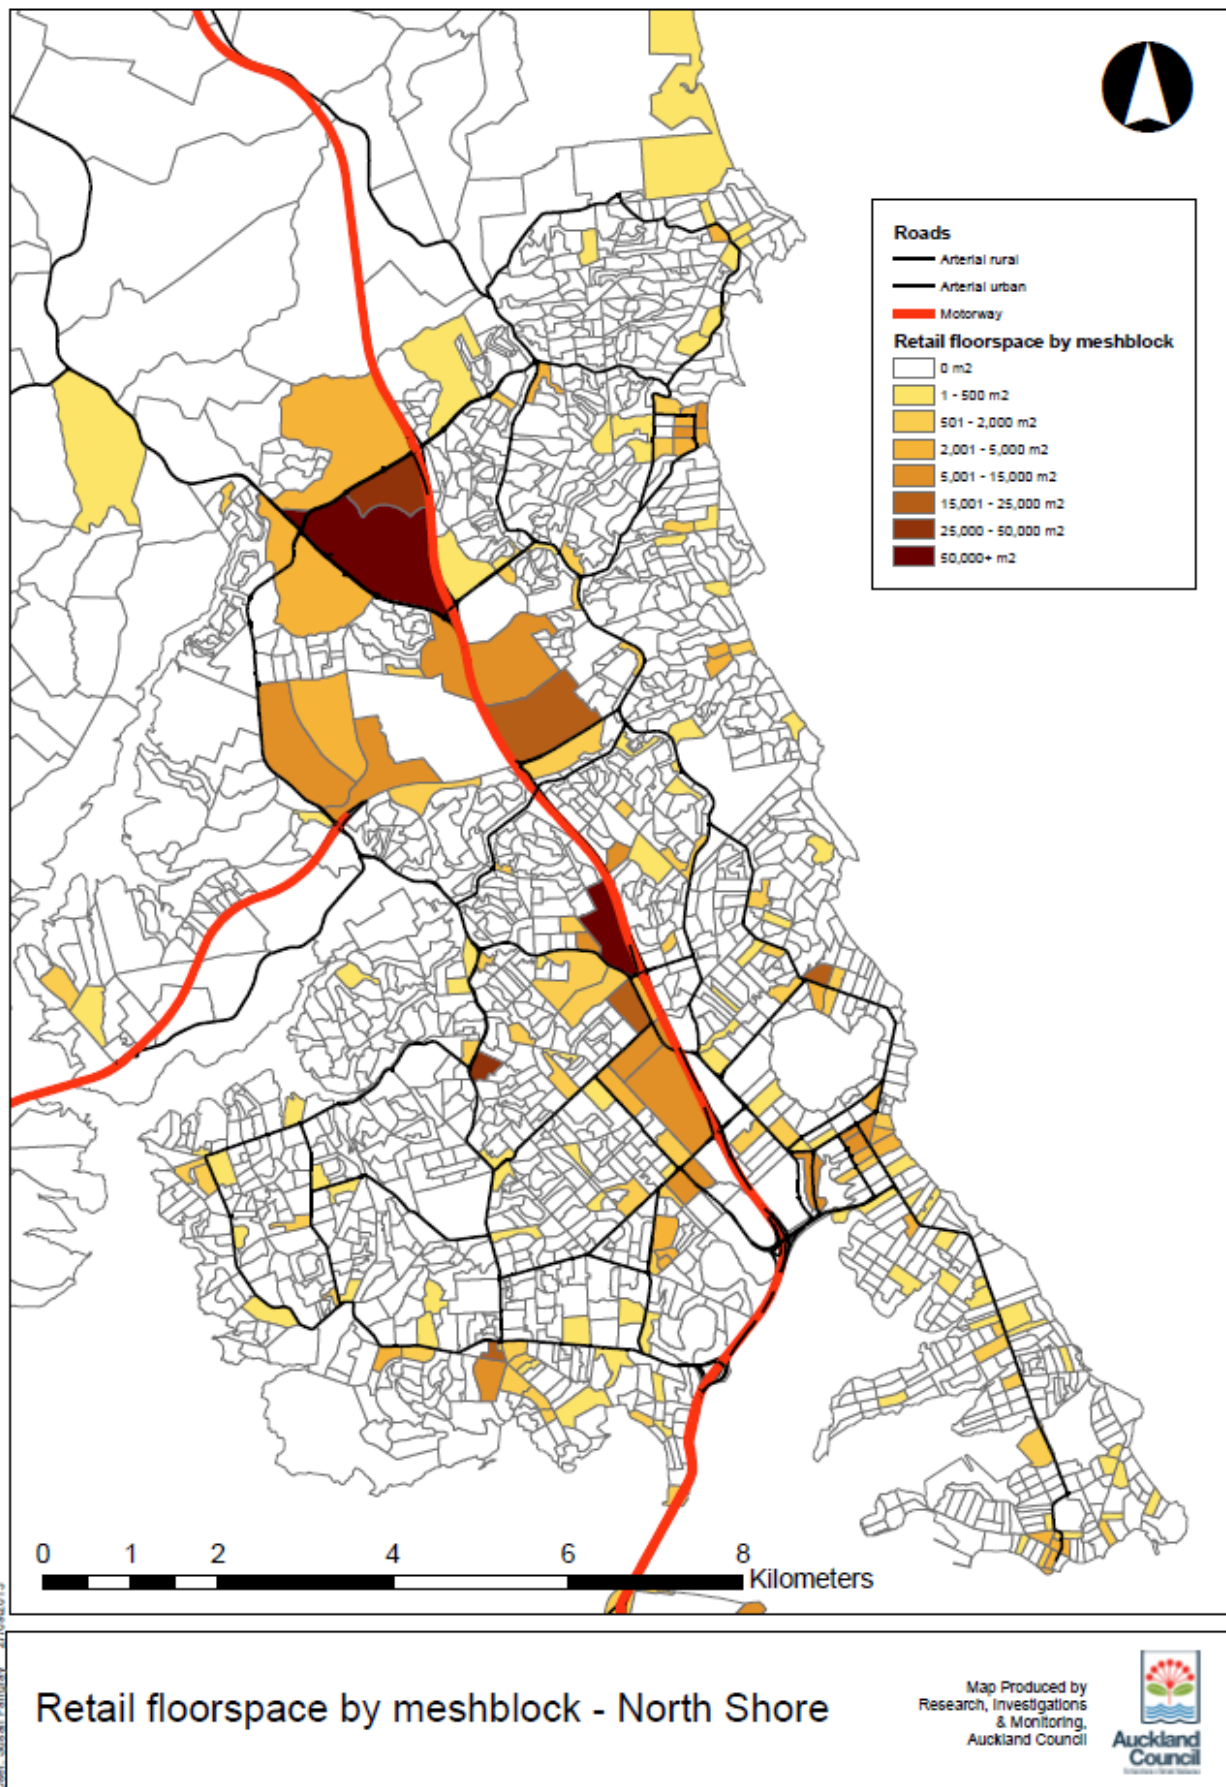 Roads
Arterial rural
Arterial urban
Motorway
Retail floorspace by meshblock
0 m2
1 - 500 m2
501 - 2,000 m2
2,001 - 5,000 m2
5,001 - 15,000 m2
15,001 - 25,000 m2
25,000 - 50,000 m2
50,000+ m2
0 1 2 4 6 8
Kilometers
Retail floorspace by meshblock - North Shore
Map Produced by
Research, Investigations
& Monitoring,
Auckland Council
Auckland
Council